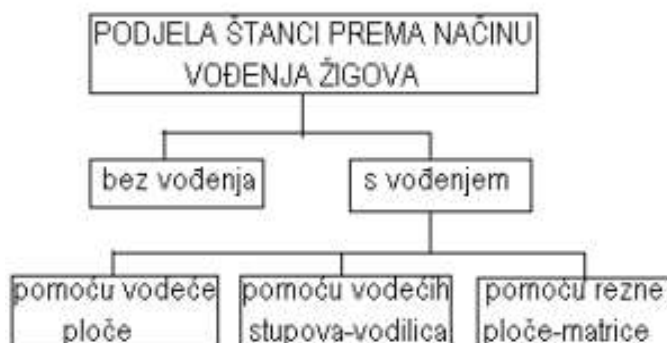 PODJELA ŠTANCI PREMA NAČINU
VOĐENJA ŽIGOVA
bez vođenja
s vođenjem
pomoću vodeće
ploče
pomoću vodećih
stupova-vodilica
pomoću rezne
ploče-matrice